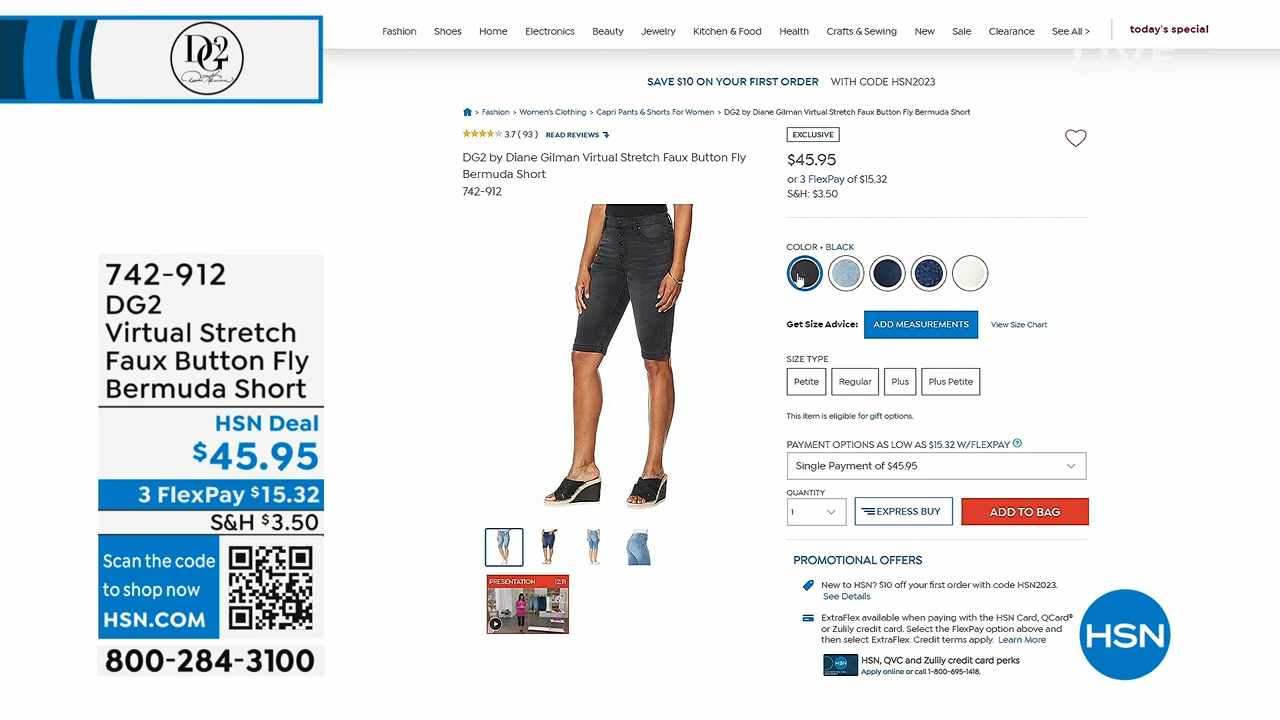 DG2
Fashion Shoes Home Electronics Beauty Jewelry Kitchen & Food Health Crafts & Sewing New Sale Clearance See All > today's special
LIVE
SAVE $10 ON YOUR FIRST ORDER WITH CODE HSN2023
> Fashion > Women's Clothing > Capri Pants & Shorts For Women > DG2 by Diane Gilman Virtual Stretch Faux Button Fly Bermuda Short
3.7 ( 93 ) READ REVIEWS
DG2 by Diane Gilman Virtual Stretch Faux Button Fly
Bermuda Short
742-912
EXCLUSIVE
$45.95
or 3 FlexPay of $15.32
S&H: $3.50
COLOR • BLACK
Get Size Advice: ADD MEASUREMENTS View Size Chart
SIZE TYPE
Petite Regular Plus Plus Petite
This item is eligible for gift options.
PAYMENT OPTIONS AS LOW AS $15.32 W/FLEXPAY ?
Single Payment of $45.95
QUANTITY
1 EXPRESS BUY ADD TO BAG
PROMOTIONAL OFFERS
New to HSN? $10 off your first order with code HSN2023.
See Details
ExtraFlex available when paying with the HSN Card, QCard®
or Zulily credit card. Select the FlexPay option above and
then select ExtraFlex. Credit terms apply. Learn More
HSN, QVC and Zulily credit card perks
Apply online or call 1-800-695-1418.
PRESENTATION 12:11
742-912
DG2
Virtual Stretch
Faux Button Fly
Bermuda Short
HSN Deal
$45.95
3 FlexPay $15.32
S&H $3.50
Scan the code
to shop now
HSN.COM
800-284-3100
HSN